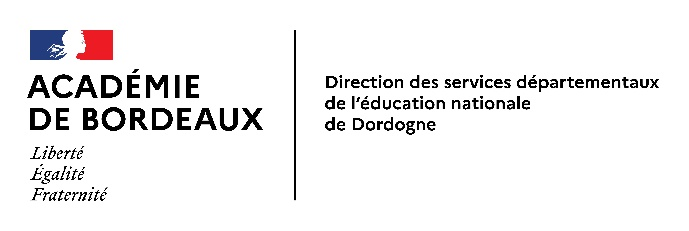 ACADÉMIE
DE BORDEAUX
Liberté
Égalité
Fraternité
Direction des services départementaux
de l'éducation nationale
de Dordogne